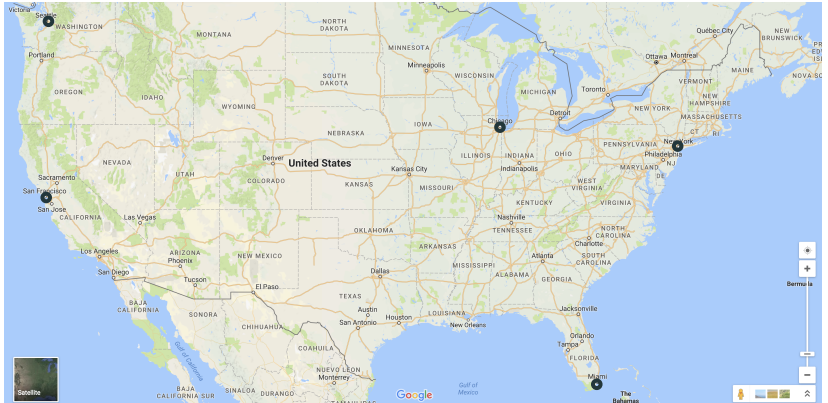 Victoria
Seattle
WASHINGTON
NORTH
DAKOTA
MONTANA
MINNESOTA
Québec City
NEW
BRUNSWICK
Portland
Minneapolis
Ottawa
Montreal
MAINE
WISCONSIN
SOUTH
DAKOTA
OREGON
IDAHO
MICHIGAN
Toronto
VERMONT
NEW
HAMPSHIRE
WYOMING
NEW YORK
MASSACHUSETTS
Chicago
Detroit
IOWA
CT
RI
NEBRASKA
PENNSYLVANIA
New York
Philadelphia
NEVADA
Denver
United States
ILLINOIS
INDIANA
OHIO
MARYLAND
NJ
Sacramento
UTAH
COLORADO
Kansas City
Indianapolis
DE
San Francisco
KANSAS
MISSOURI
WEST
VIRGINIA
San Jose
CALIFORNIA
Las Vegas
KENTUCKY
VIRGINIA
Nashville
OKLAHOMA
TENNESSEE
NORTH
CAROLINA
Charlotte
Los Angeles
ARIZONA
Phoenix
NEW MEXICO
ARKANSAS
Atlanta
SOUTH
CAROLINA
San Diego
Tucson
Dallas
MISSISSIPPI
ALABAMA
GEORGIA
El Paso
Bermuda
BAJA
CALIFORNIA
SONORA
TEXAS
Austin
LOUISIANA
Jacksonville
San Antonio
Houston
New Orleans
CHIHUAHUA
Gulf of
California
COAHUILA
Orlando
Tampa
FLORIDA
NUEVO LEON
Monterrey
Miami
Satellite
BAJA
CALIFORNIA SUR
SINALOA
DURANGO
Google
Gulf of
Mexico
The
Bahamas